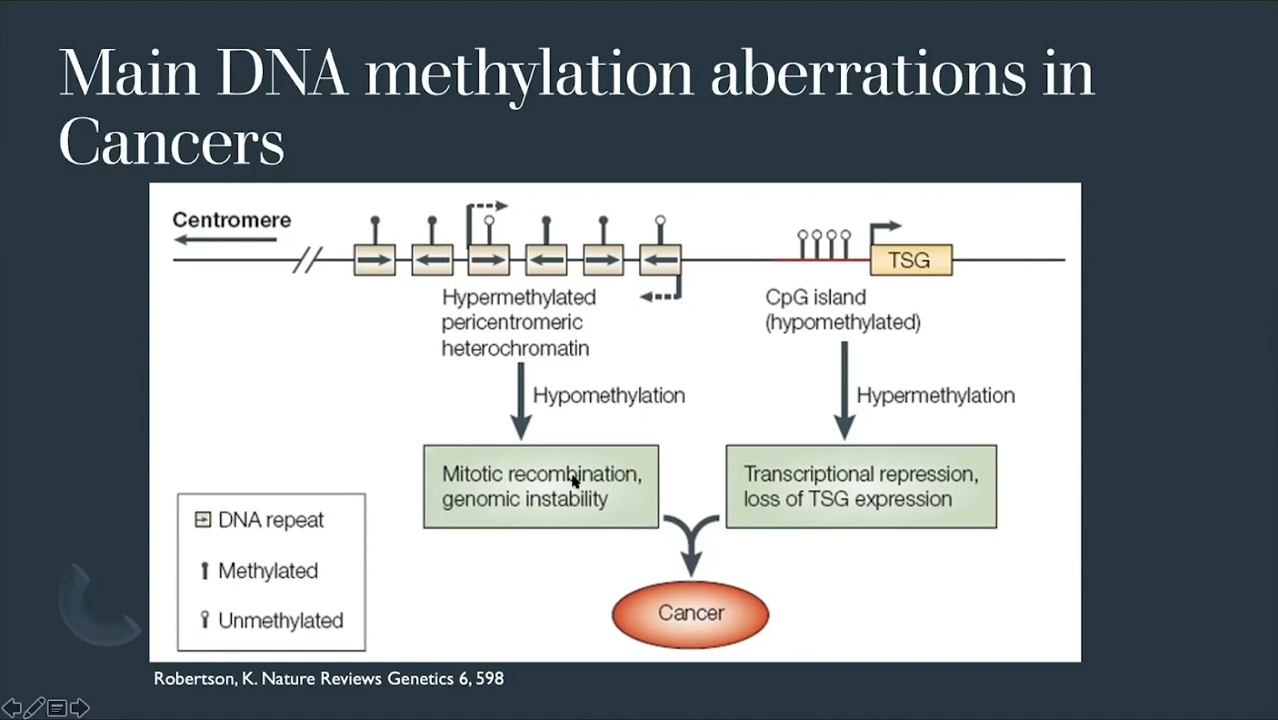 Main DNA methylation aberrations in
Cancers
Centromere
TSG
Hypermethylated
pericentromeric
heterochromatin
CpG island
(hypomethylated)
Hypomethylation
Hypermethylation
Mitotic recombination,
genomic instability
Transcriptional repression,
loss of TSG expression
DNA repeat
Methylated
Unmethylated
Cancer
Robertson, K. Nature Reviews Genetics 6, 598